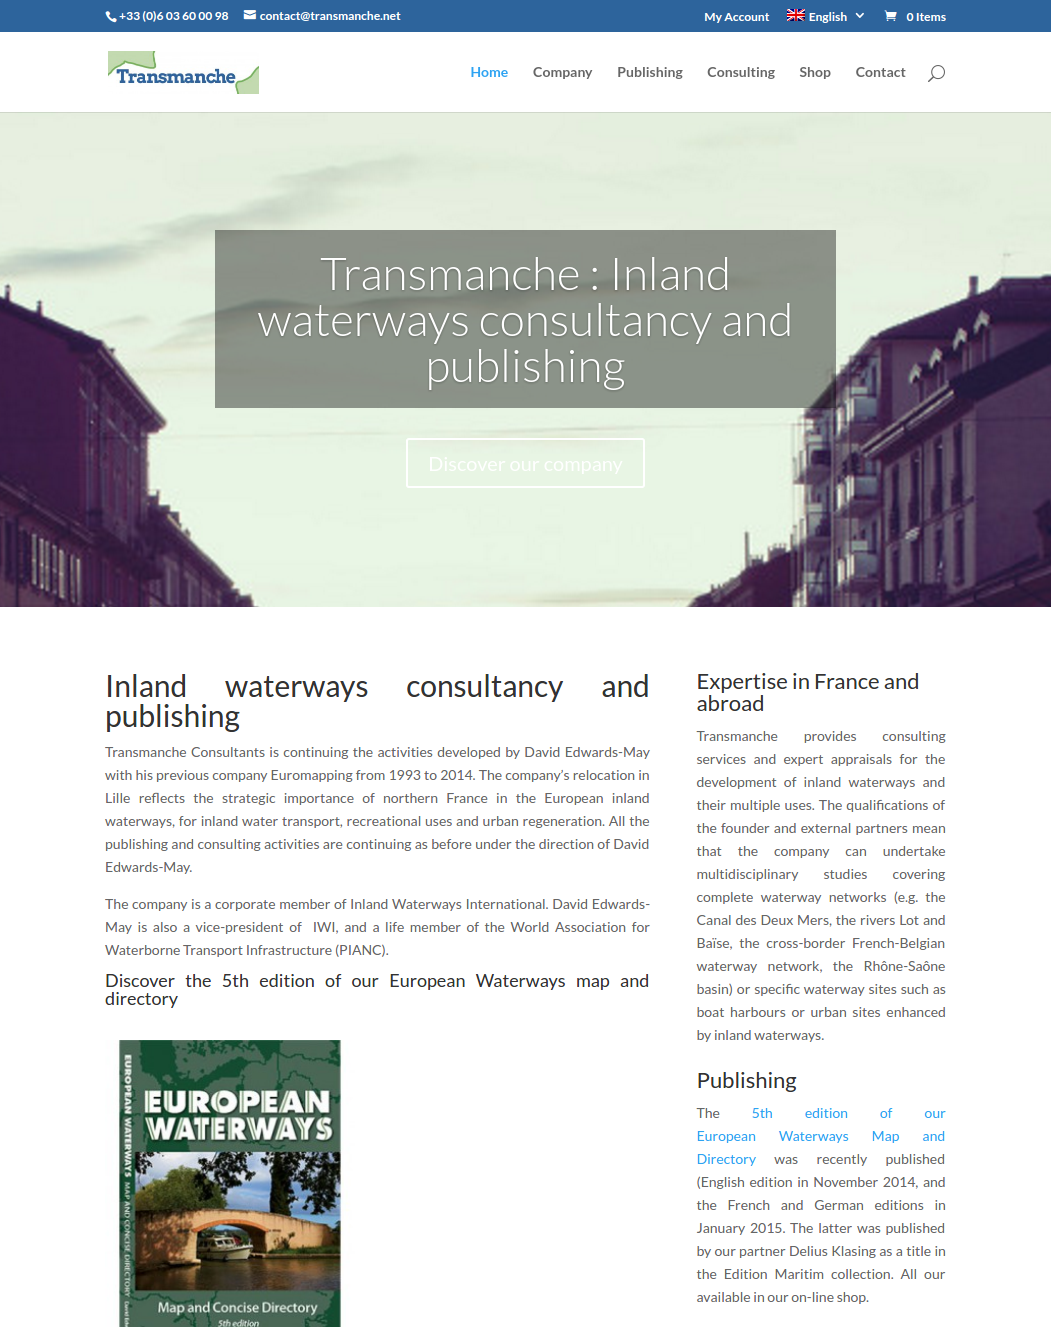 +33 (0)6 03 60 00 98 contact@transmanche.net My Account English 0 Items
Transmanche Home Company Publishing Consulting Shop Contact
Transmanche : Inland
waterways consultancy and
publishing
Discover our company
Inland waterways consultancy and
publishing
Transmanche Consultants is continuing the activities developed by David Edwards-May
with his previous company Euromapping from 1993 to 2014. The company’s relocation in
Lille reflects the strategic importance of northern France in the European inland
waterways, for inland water transport, recreational uses and urban regeneration. All the
publishing and consulting activities are continuing as before under the direction of David
Edwards-May.
The company is a corporate member of Inland Waterways International. David Edwards-
May is also a vice-president of IWI, and a life member of the World Association for
Waterborne Transport Infrastructure (PIANC).
Discover the 5th edition of our European Waterways map and
directory
EUROPEAN WATERWAYS MAP AND CONCISE DIRECTORY
EUROPEAN
WATERWAYS
Map and Concise Directory
5th edition
Expertise in France and
abroad
Transmanche provides consulting
services and expert appraisals for the
development of inland waterways and
their multiple uses. The qualifications of
the founder and external partners mean
that the company can undertake
multidisciplinary studies covering
complete waterway networks (e.g. the
Canal des Deux Mers, the rivers Lot and
Baïse, the cross-border French-Belgian
waterway network, the Rhône-Saône
basin) or specific waterway sites such as
boat harbours or urban sites enhanced
by inland waterways.
Publishing
The 5th edition of our
European Waterways Map and
Directory was recently published
(English edition in November 2014, and
the French and German editions in
January 2015. The latter was published
by our partner Delius Klasing as a title in
the Edition Maritim collection. All our
available in our on-line shop.